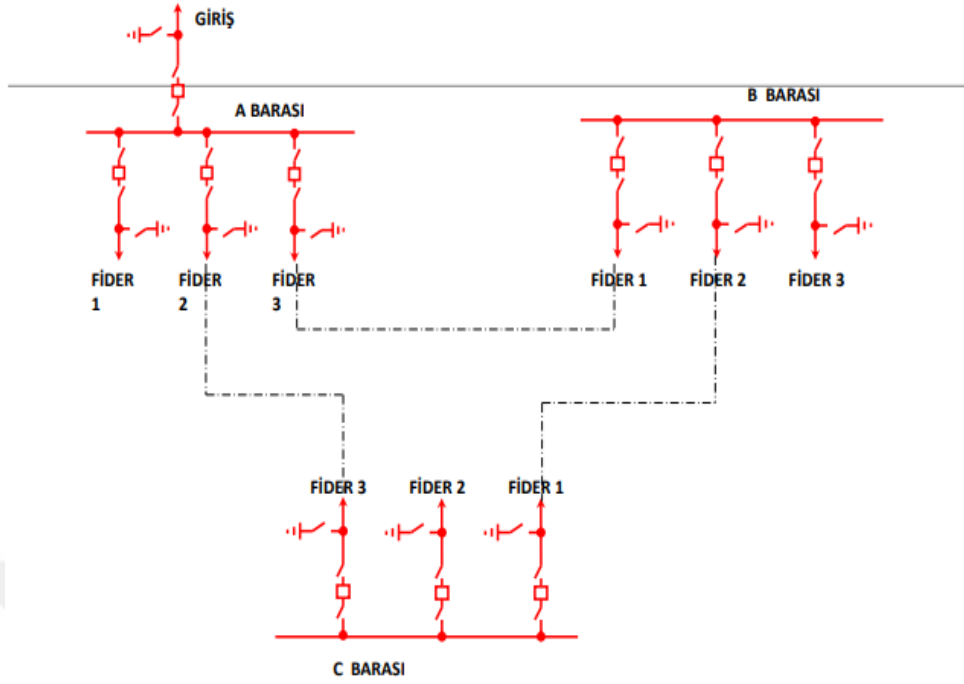 GİRİŞ
A BARASI
B BARASI
FİDER
1
FİDER
2
FİDER
3
FİDER 1
FİDER 2
FİDER 3
FİDER 3
FİDER 2
FİDER 1
C BARASI